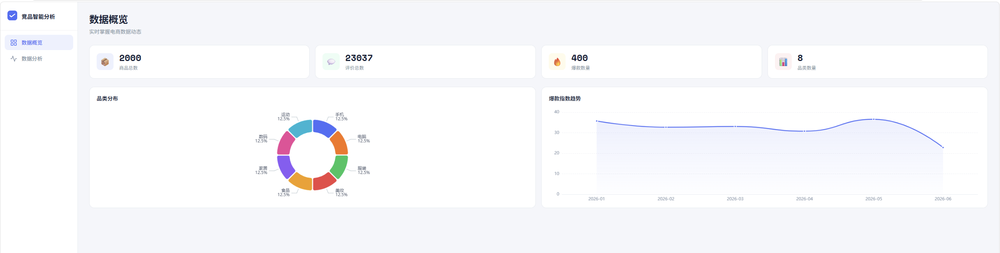 竞品智能分析
数据概览
数据分析
数据概览
实时掌握电商数据动态
2000
商品总数
23037
评价总数
400
爆款数量
8
品类数量
品类分布
运动
12.5%
手机
12.5%
数码
12.5%
电脑
12.5%
家居
12.5%
服装
12.5%
食品
12.5%
美妆
12.5%
爆款指数趋势
40
30
20
10
0
2026-01
2026-02
2026-03
2026-04
2026-05
2026-06